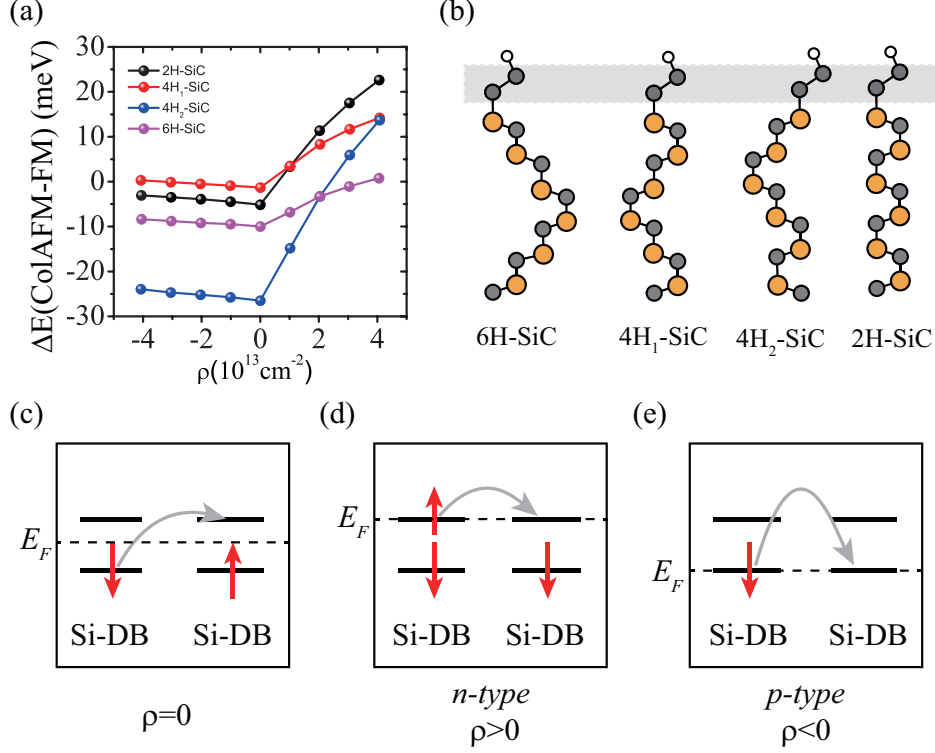 (a)
ΔE(ColAFM-FM) (meV)
30
20
10
0
-10
-20
-30
2H-SiC
4H₁-SiC
4H₂-SiC
6H-SiC
-4 -2 0 2 4
ρ(10¹³cm⁻²)
(b)
6H-SiC 4H₁-SiC 4H₂-SiC 2H-SiC
(c)
E_F
Si-DB Si-DB
ρ=0
(d)
E_F
Si-DB Si-DB
n-type
ρ>0
(e)
E_F
Si-DB Si-DB
p-type
ρ<0